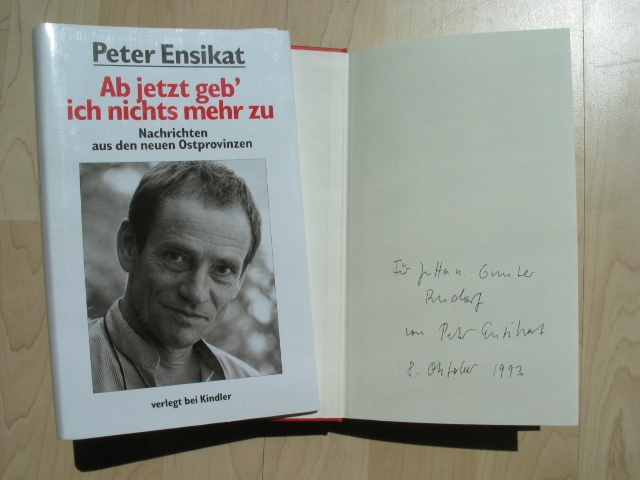 Peter Ensikat
Ab jetzt geb'
ich nichts mehr zu
Nachrichten
aus den neuen Ostprovinzen
verlegt bei Kindler
Für Jutta u. Gunter
von Peter Ensikat
8. Oktober 1993